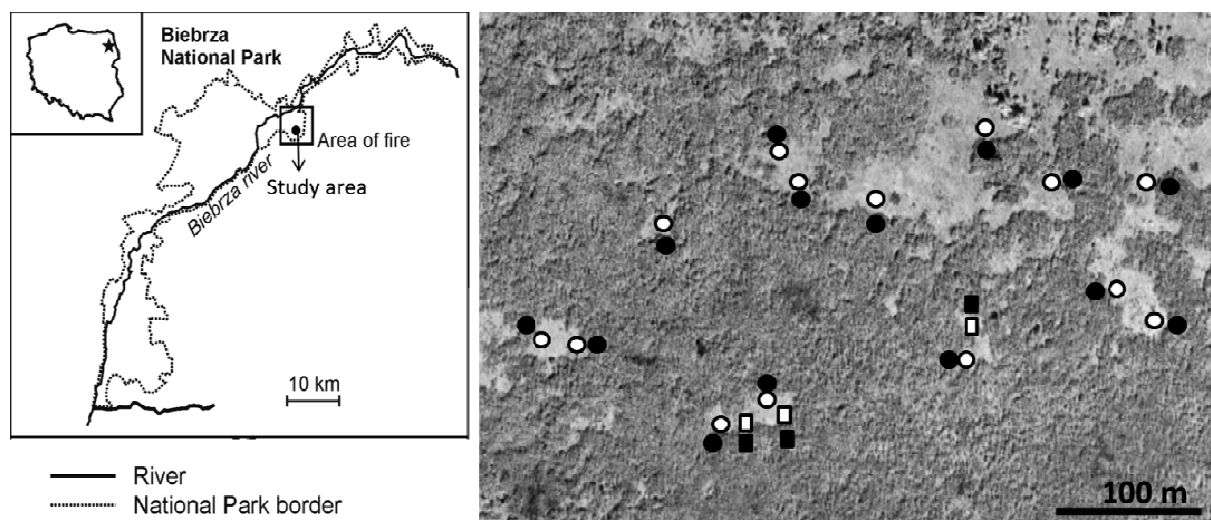 Biebrza
National Park
Area of fire
Study area
Biebrza river
10 km
River
National Park border
100 m